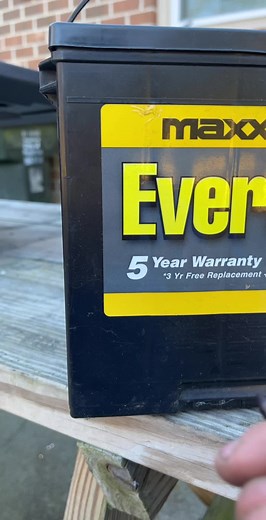 maxx
Ever
5 Year Warranty
*3 Yr Free Replacement